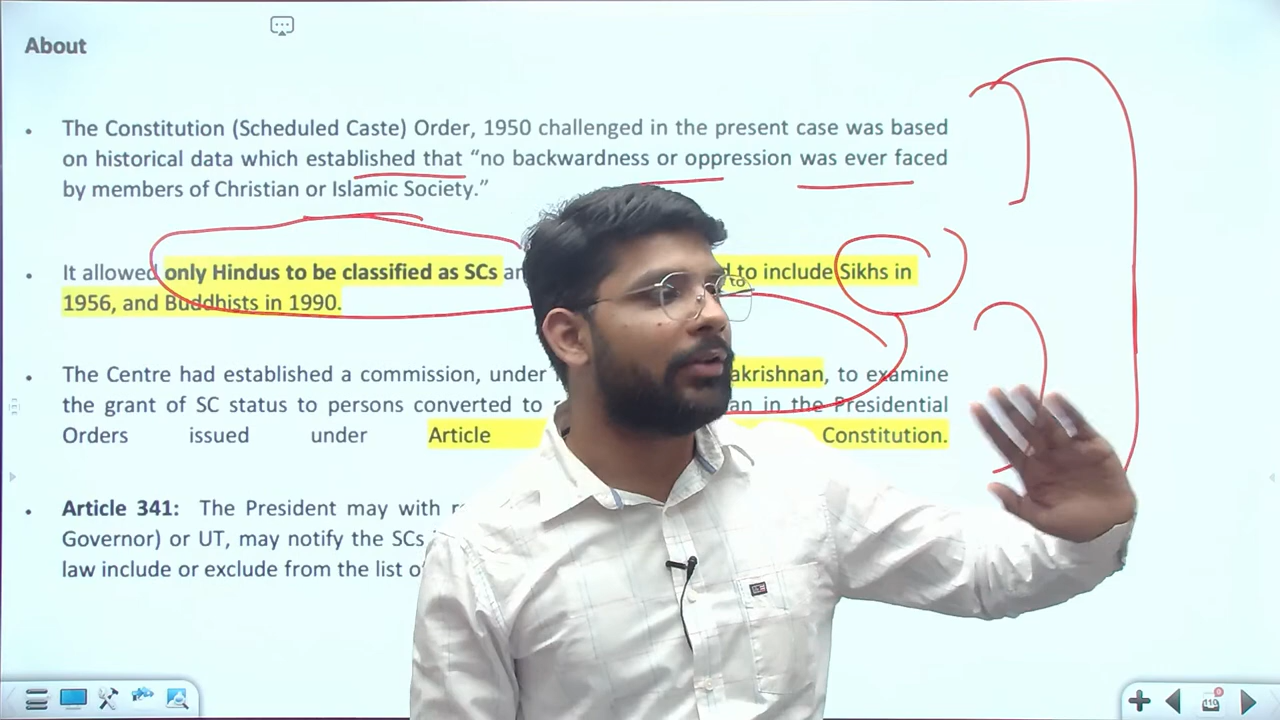 About
• The Constitution (Scheduled Caste) Order, 1950 challenged in the present case was based
on historical data which established that “no backwardness or oppression was ever faced
by members of Christian or Islamic Society.”
• It allowed only Hindus to be classified as SCs to include Sikhs in
1956, and Buddhists in 1990.
to
• The Centre had established a commission, under akrishnan, to examine
the grant of SC status to persons converted to in the Presidential
Orders issued under Article Constitution.
• Article 341: The President may with
Governor) or UT, may notify the SCs
law include or exclude from the list
110